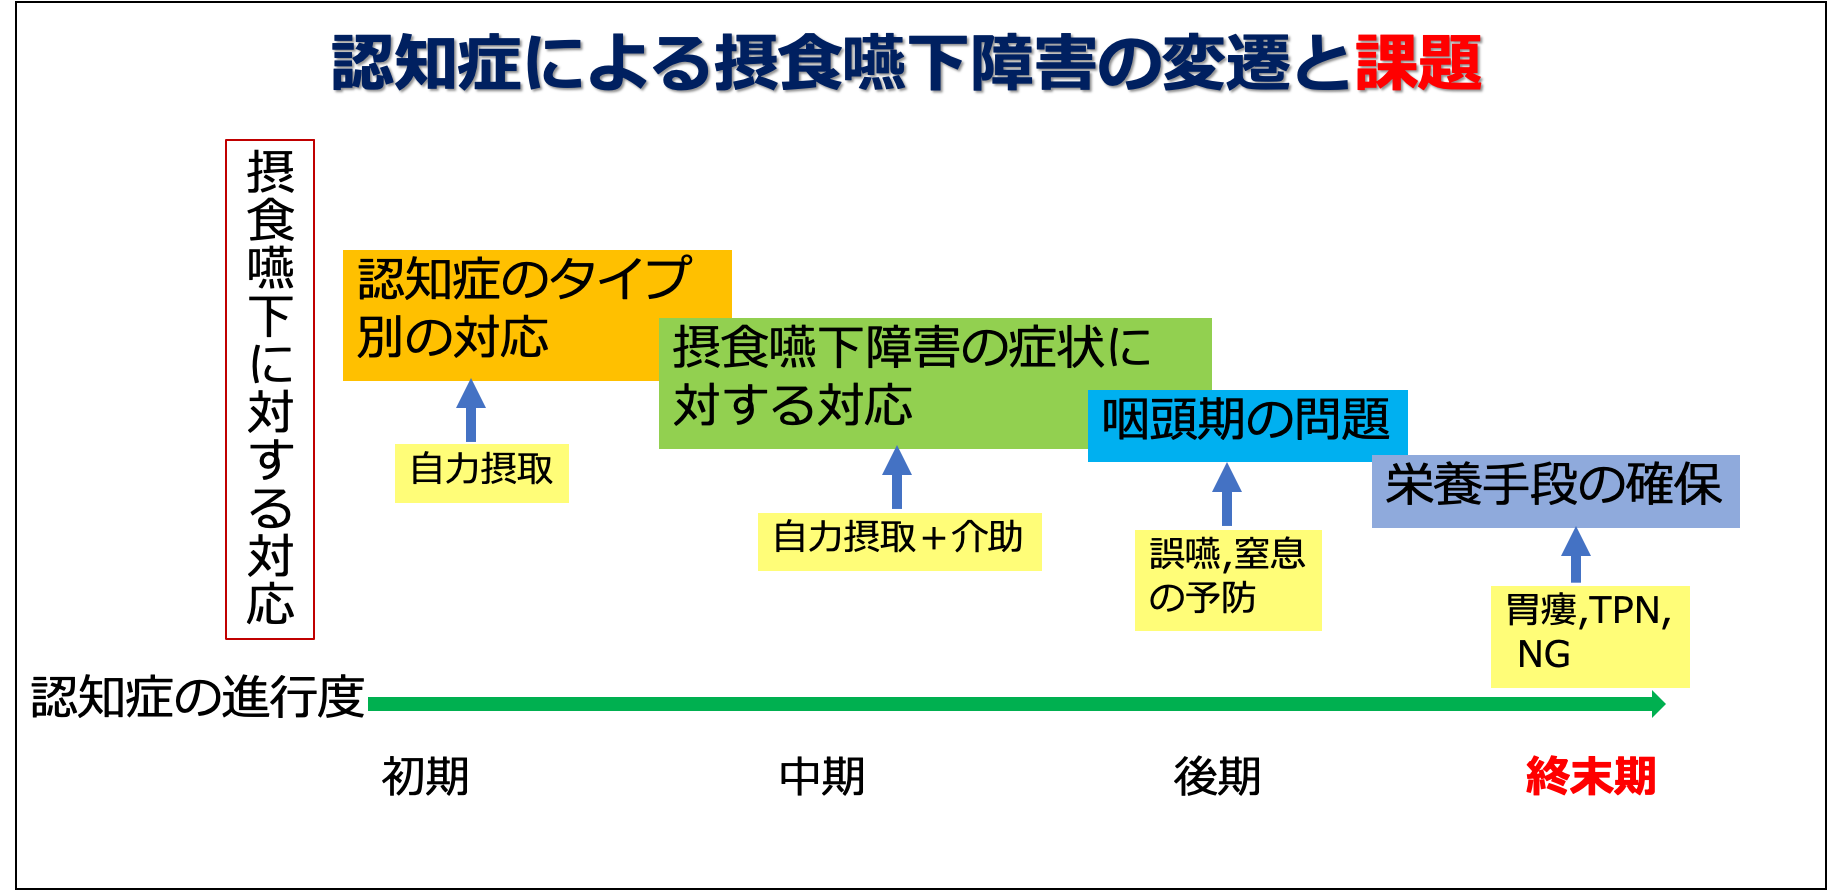 認知症による摂食嚥下障害の変遷と課題
摂食嚥下に対する対応
認知症のタイプ
別の対応
自力摂取
摂食嚥下障害の症状に
対する対応
自力摂取＋介助
咽頭期の問題
誤嚥,窒息
の予防
栄養手段の確保
胃瘻,TPN,
NG
認知症の進行度
初期
中期
後期
終末期